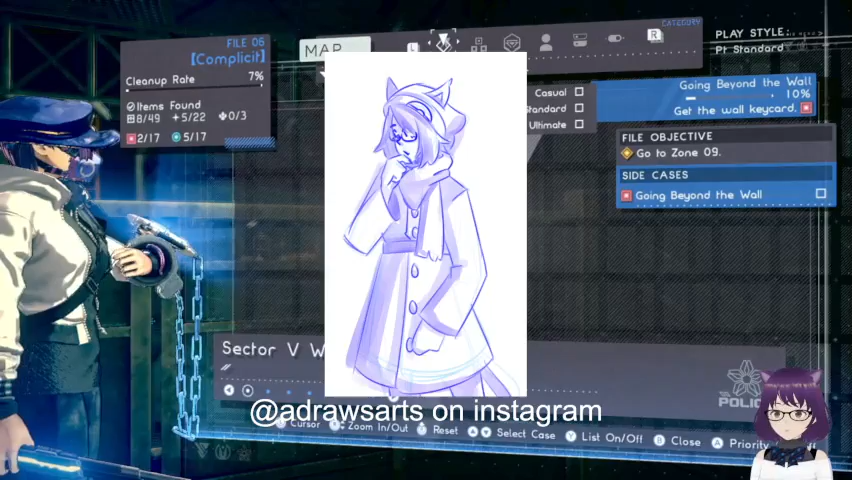 FILE 06
[Complicit]
Cleanup Rate 7%
Items Found
8/49 5/22 0/3
2/17 5/17
MAP
L
R
CATEGORY
PLAY STYLE:
Pt Standard
Casual
Standard
Ultimate
Going Beyond the Wall
10%
Get the wall keycard.
FILE OBJECTIVE
Go to Zone 09.
SIDE CASES
Going Beyond the Wall
Sector V W
POLIC
@adrawsarts on instagram
Cursor Zoom In/Out Reset Select Case Y List On/Off B Close A Priority